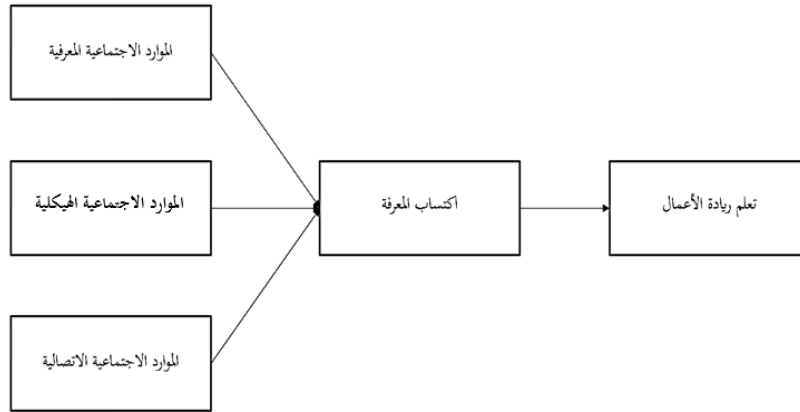 الموارد الاجتماعية المعرفية
الموارد الاجتماعية الهيكلية
اكتساب المعرفة
تعلم ريادة الأعمال
الموارد الاجتماعية الاتصالية